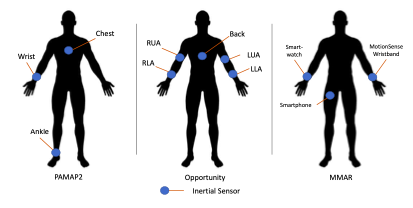 Chest
Wrist
Ankle
PAMAP2
Back
RUA
RLA
LUA
LLA
Opportunity
Smart-
watch
MotionSense
Wristband
Smartphone
MMAR
Inertial Sensor